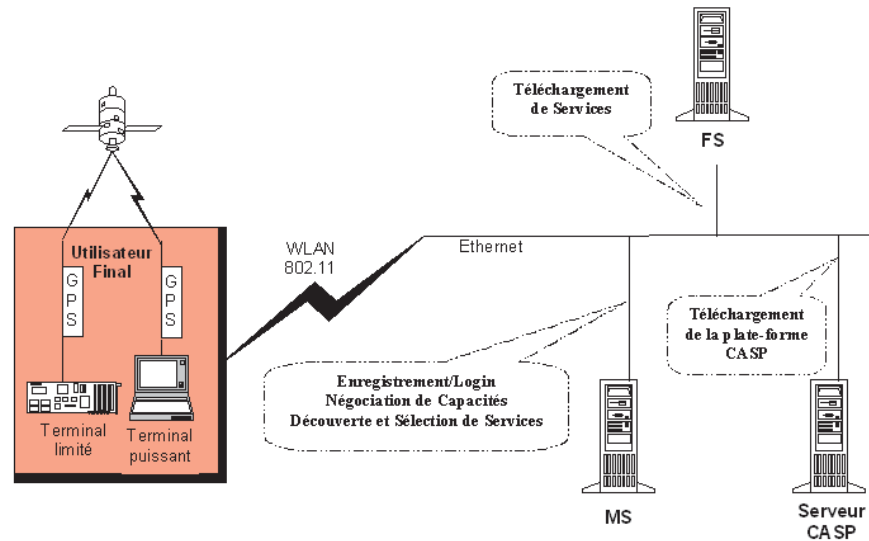 Téléchargement
de Services
FS
Utilisateur
Final
GPS
GPS
WLAN
802.11
Ethernet
Téléchargement
de la plate-forme
CASP
Enregistrement/Login
Négociation de Capacités
Découverte et Sélection de Services
Terminal
limité
Terminal
puissant
MS
Serveur
CASP